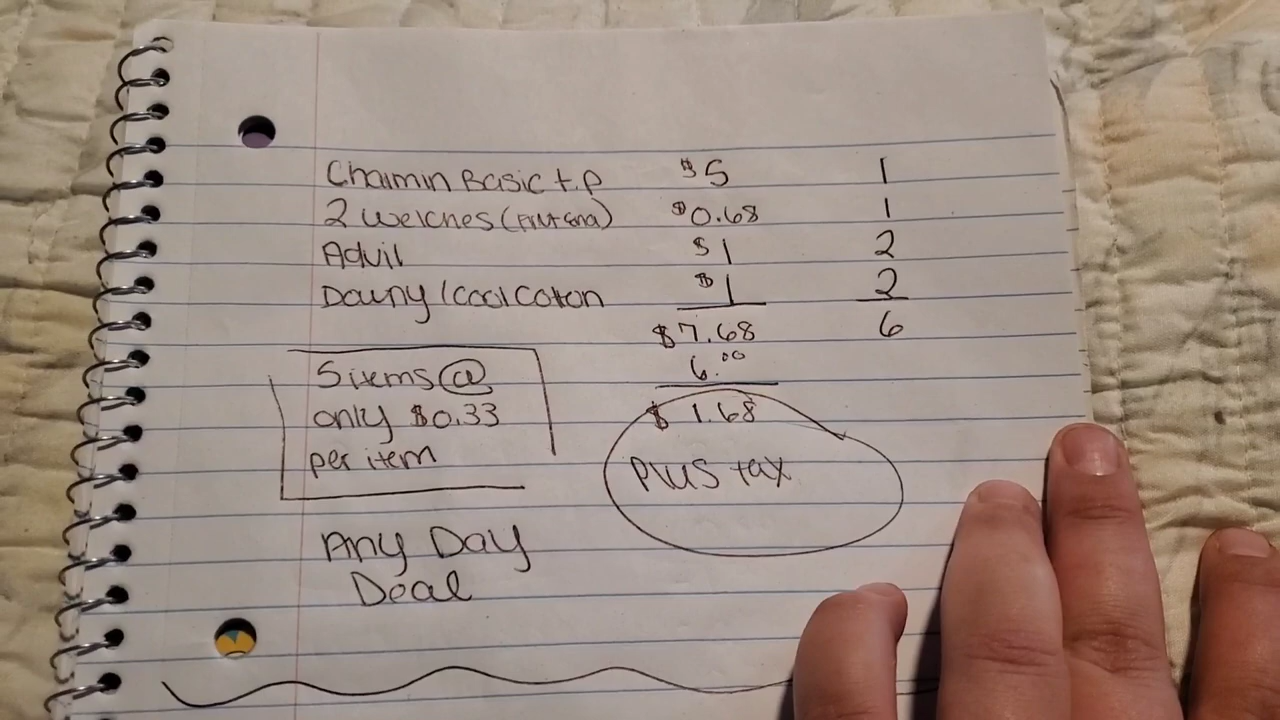 Charmin Basic t.p $5 1
2 Welches ( ) $0.68 1
Advil $1 2
Downy / Cool Coton $1 2
$7.68 6
6.00
$1.68
Plus tax
5 items @
only $0.33
per item
Any Day
Deal